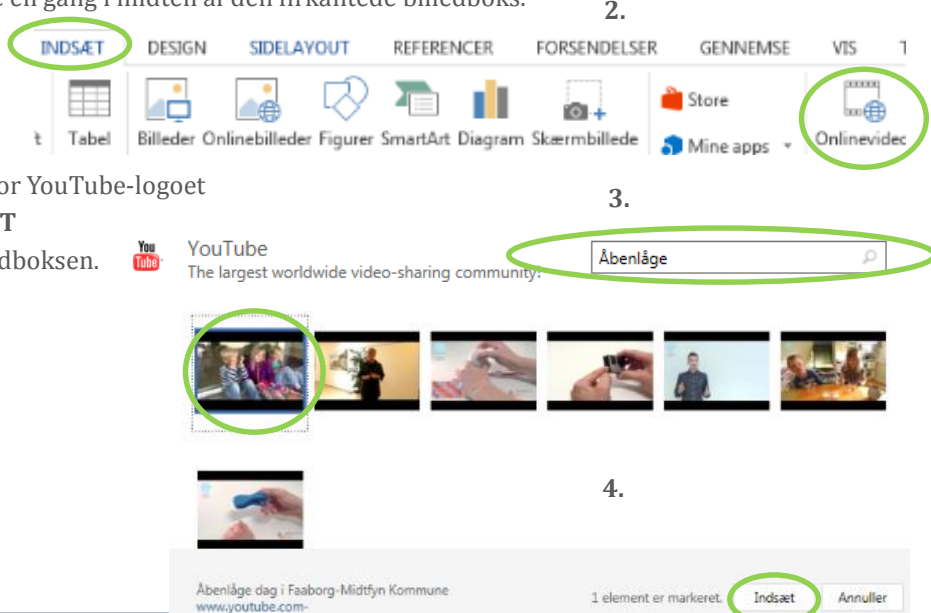 en gang i midten af den firkantede billedboks.
2.
INDSÆT DESIGN SIDELAYOUT REFERENCER FORSENDELSER GENNEMSE VIS
t Tabel Billeder Onlinebilleder Figurer SmartArt Diagram Skærmbillede Store Mine apps Onlinevideo
or YouTube-logoet
3.
T
dboksen.
You Tube YouTube
The largest worldwide video-sharing community!
Åbenlåge
4.
Åbenlåge dag i Faaborg-Midtfyn Kommune
www.youtube.com-
1 element er markeret. Indsæt Annuller